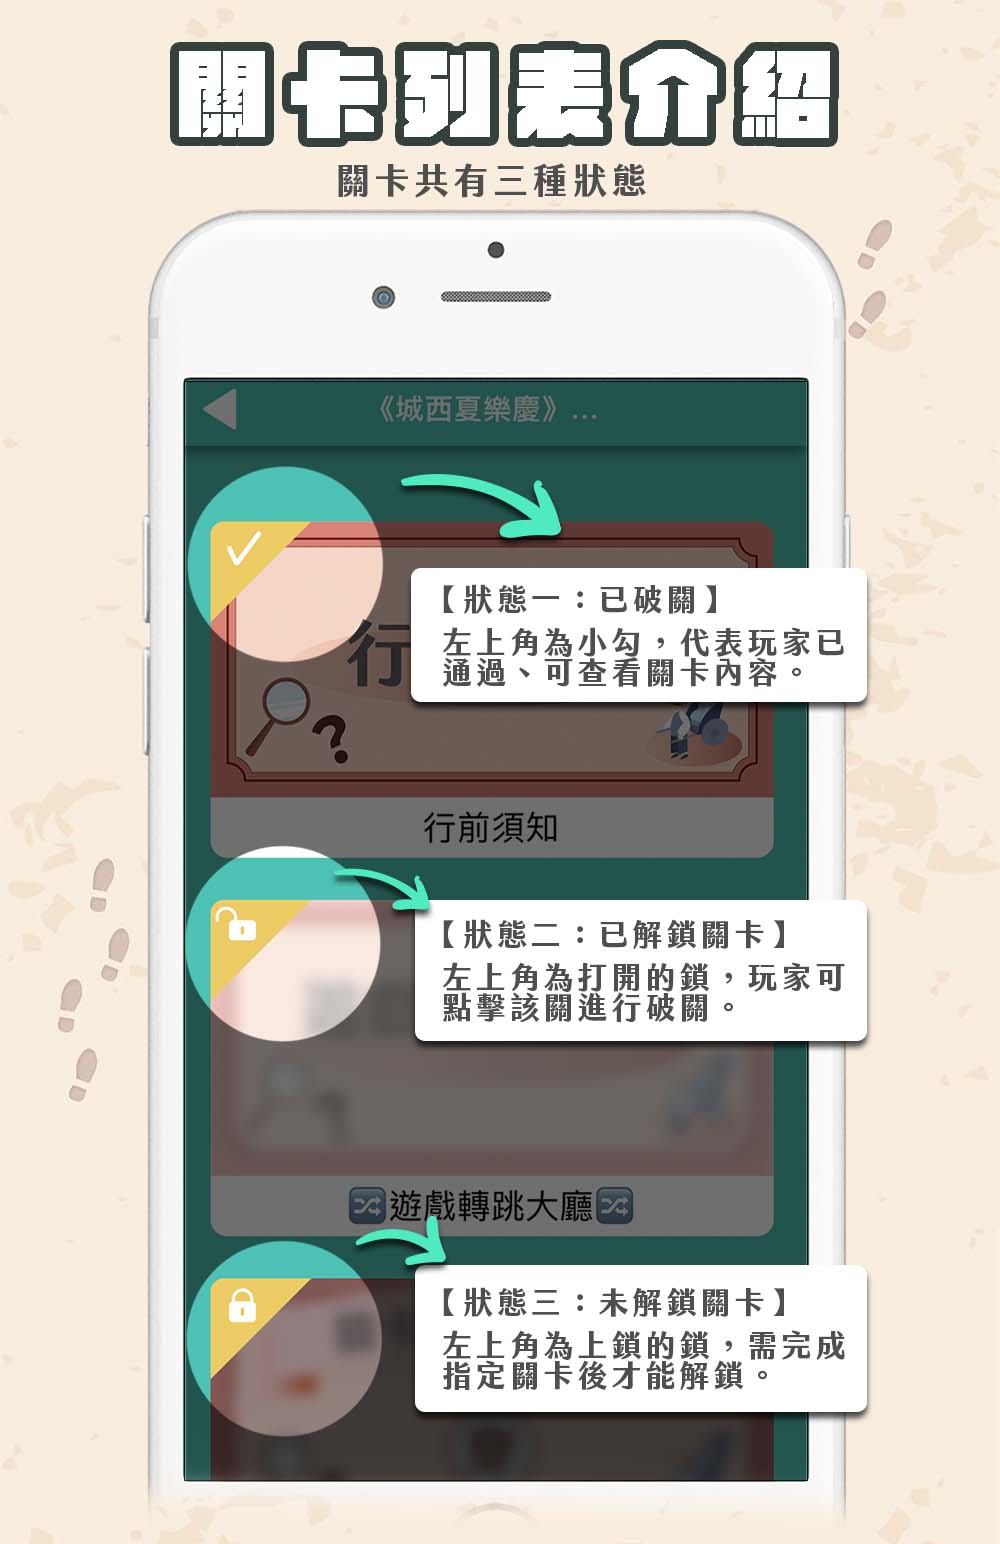 關卡列表介紹
關卡共有三種狀態
《城西夏樂慶》...
【狀態一：已破關】
左上角為小勾，代表玩家已
通過、可查看關卡內容。
行
?
行前須知
【狀態二：已解鎖關卡】
左上角為打開的鎖，玩家可
點擊該關進行破關。
🔀遊戲轉跳大廳🔀
【狀態三：未解鎖關卡】
左上角為上鎖的鎖，需完成
指定關卡後才能解鎖。